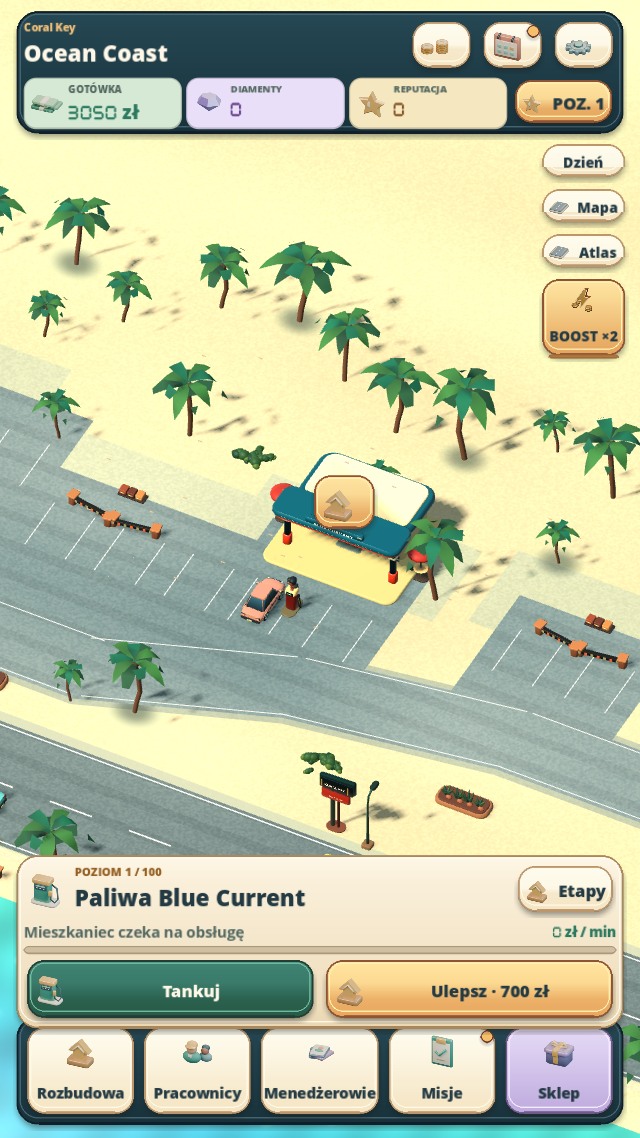 Coral Key
Ocean Coast
GOTÓWKA
3050 zł
DIAMENTY
0
REPUTACJA
0
POZ. 1
Dzień
Mapa
Atlas
BOOST ×2
POZIOM 1 / 100
Paliwa Blue Current
Etapy
Mieszkaniec czeka na obsługę
0 zł / min
Tankuj
Ulepsz · 700 zł
Rozbudowa
Pracownicy
Menedżerowie
Misje
Sklep